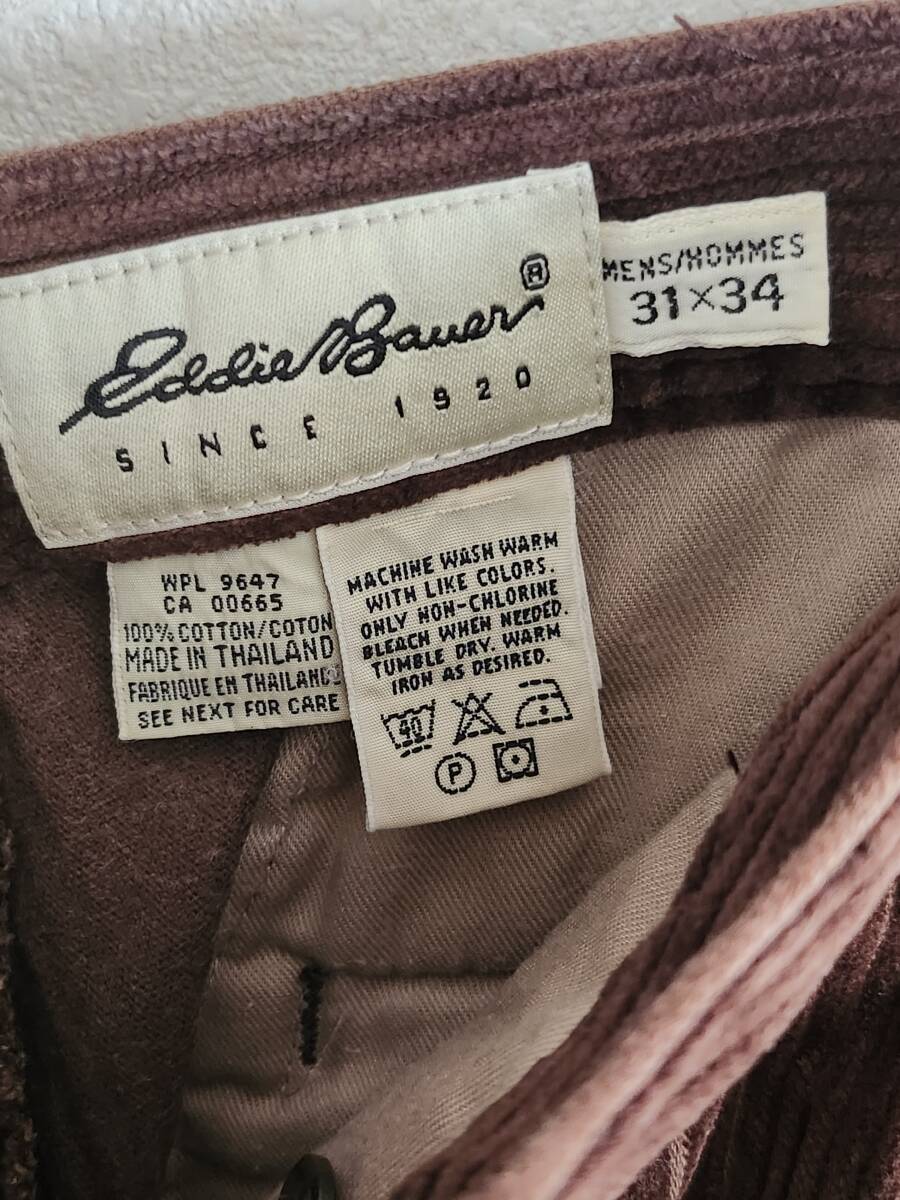 Eddie Bauer®
SINCE 1920
MENS/HOMMES
31×34
WPL 9647
CA 00665
100% COTTON/COTON
MADE IN THAILAND
FABRIQUE EN THAILANDE
SEE NEXT FOR CARE
MACHINE WASH WARM
WITH LIKE COLORS.
ONLY NON-CHLORINE
BLEACH WHEN NEEDED.
TUMBLE DRY. WARM
IRON AS DESIRED.
40
P